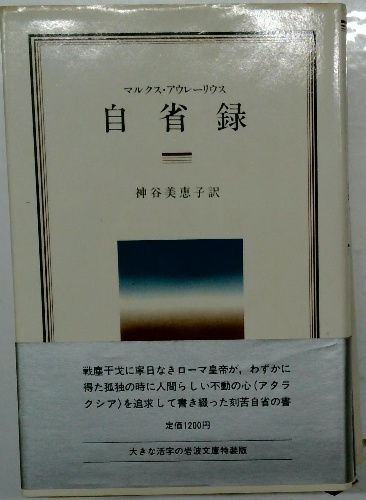 マルクス・アウレーリウス
自省録
神谷美恵子訳
戦塵干戈に寧日なきローマ皇帝が，わずかに
得た孤独の時に人間らしい不動の心(アタラ
クシア)を追求して書き綴った刻苦自省の書
定価1200円
大きな活字の岩波文庫特装版